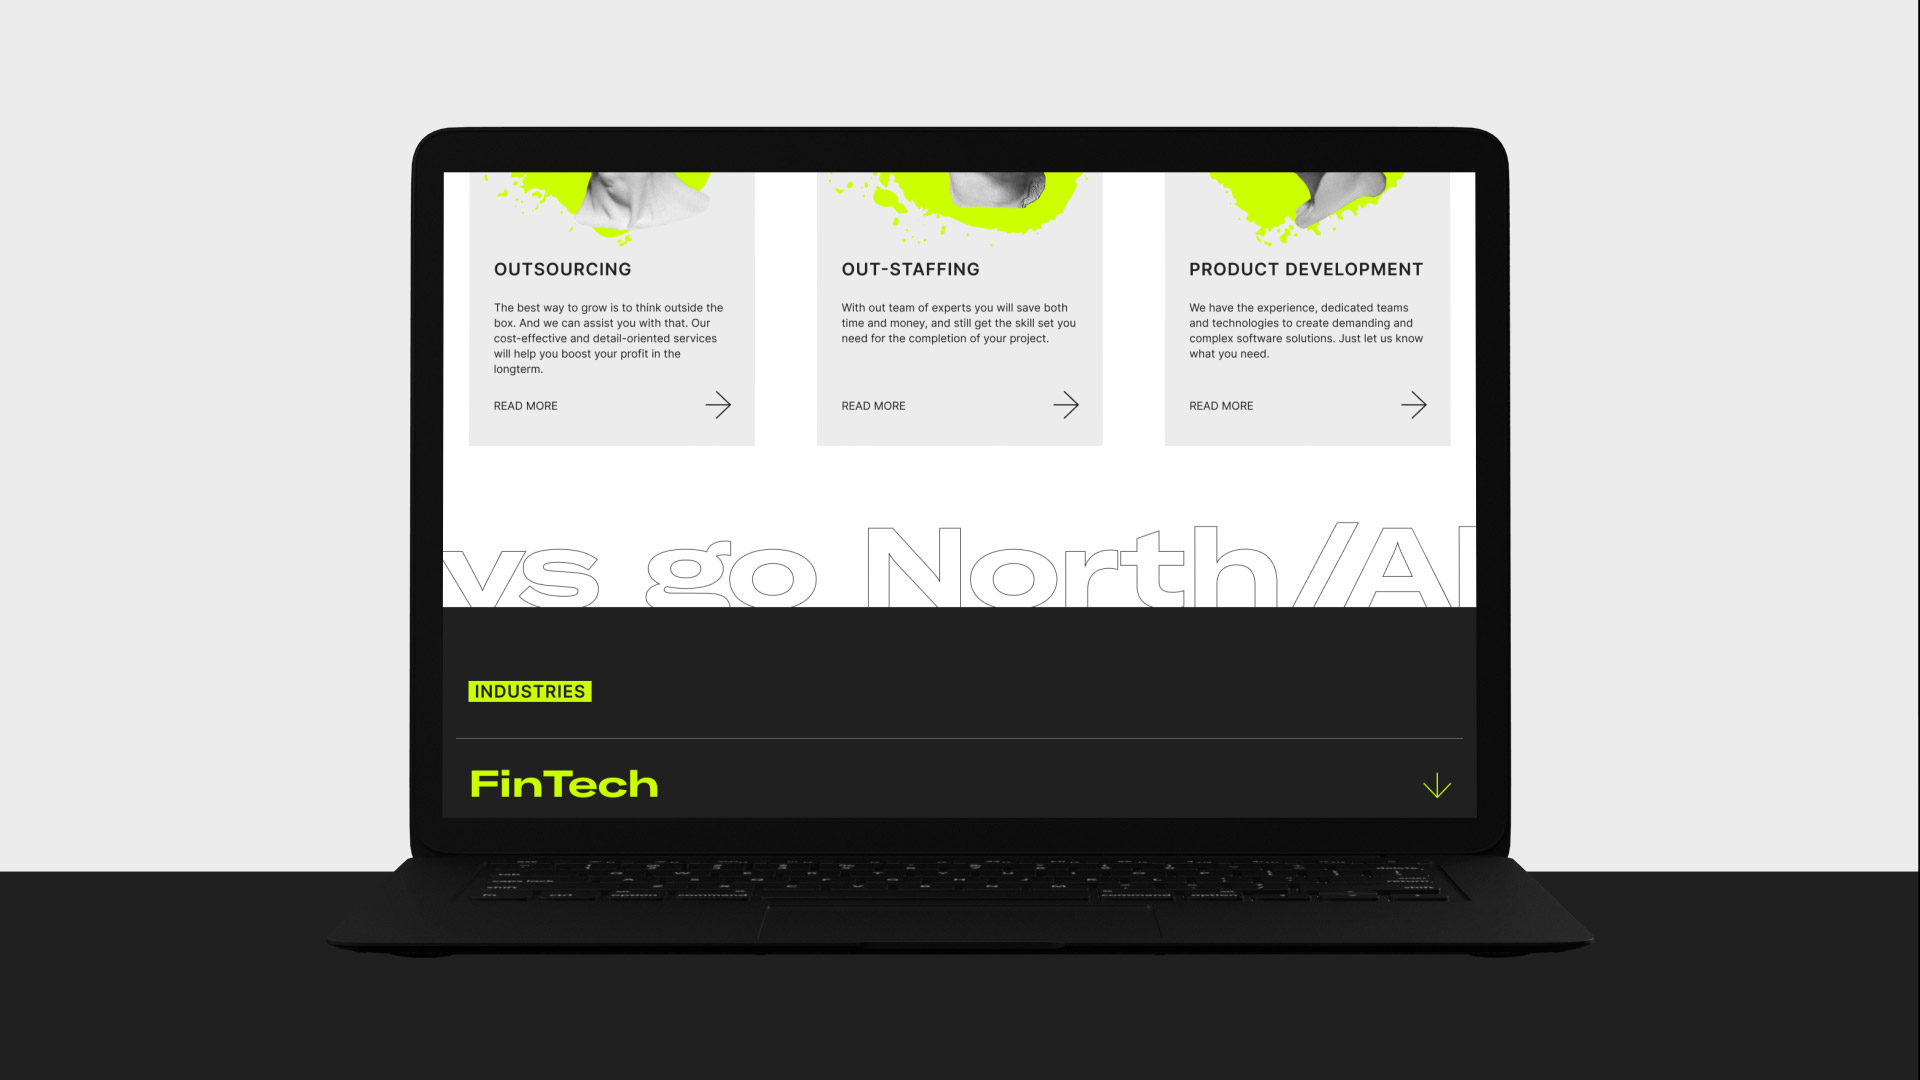 OUTSOURCING
The best way to grow is to think outside the
box. And we can assist you with that. Our
cost-effective and detail-oriented services
will help you boost your profit in the
longterm.
READ MORE
OUT-STAFFING
With out team of experts you will save both
time and money, and still get the skill set you
need for the completion of your project.
READ MORE
PRODUCT DEVELOPMENT
We have the experience, dedicated teams
and technologies to create demanding and
complex software solutions. Just let us know
what you need.
READ MORE
ys go North/Al
INDUSTRIES
FinTech